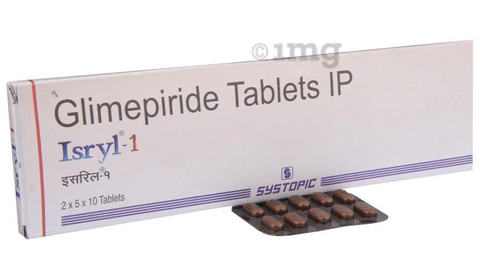 ©1mg
Rx
Glimepiride Tablets IP
Isryl®-1
इसरिल®-१
2 x 5 x 10 Tablets
S
SYSTOPIC